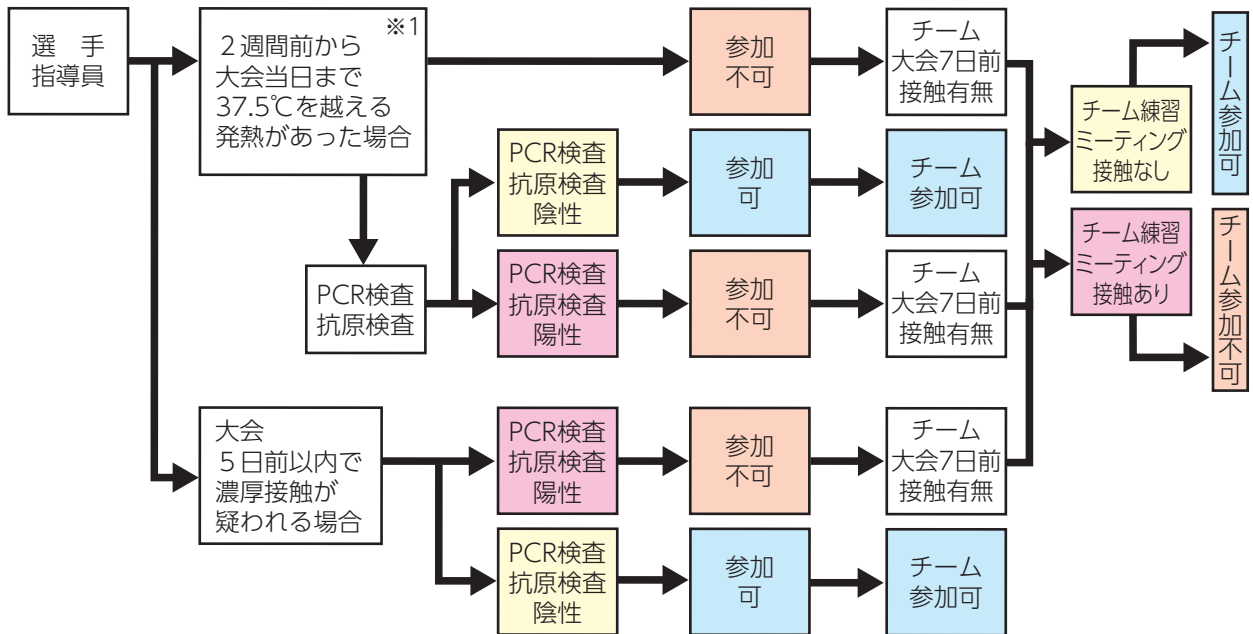 選　手
指導員
※1
２週間前から
大会当日まで
37.5℃を越える
発熱があった場合
参加
不可
チーム
大会7日前
接触有無
チーム練習
ミーティング
接触なし
チーム参加可
PCR検査
抗原検査
陰性
参加
可
チーム
参加可
PCR検査
抗原検査
PCR検査
抗原検査
陽性
参加
不可
チーム
大会7日前
接触有無
チーム練習
ミーティング
接触あり
チーム参加不可
大会
５日前以内で
濃厚接触が
疑われる場合
PCR検査
抗原検査
陽性
参加
不可
チーム
大会7日前
接触有無
PCR検査
抗原検査
陰性
参加
可
チーム
参加可